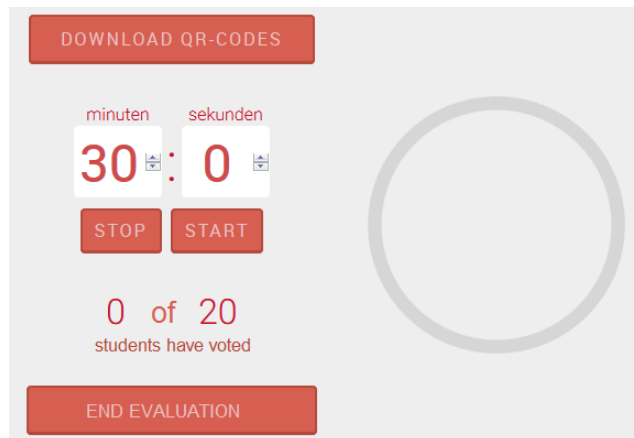 DOWNLOAD QR-CODES
minuten sekunden
30 : 0
STOP START
0 of 20
students have voted
END EVALUATION